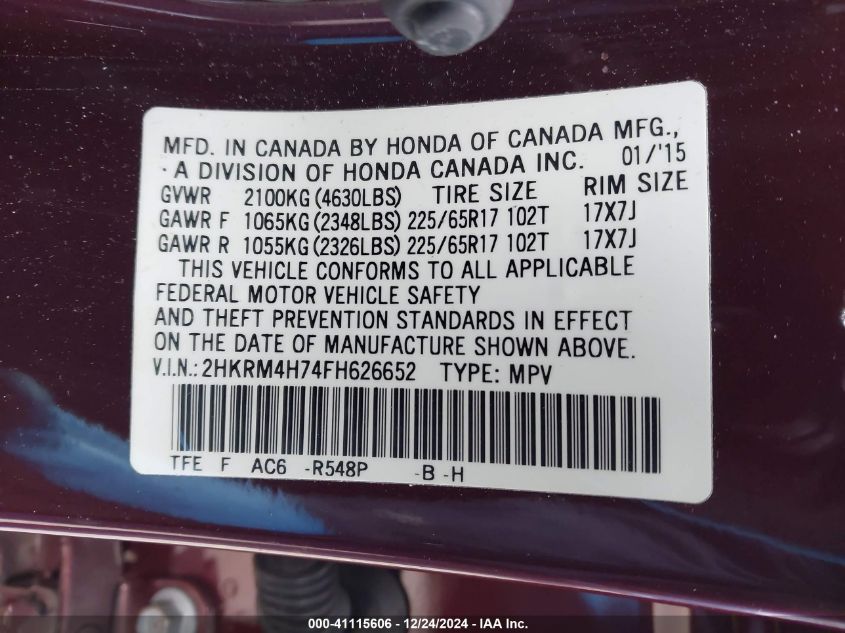 MFD. IN CANADA BY HONDA OF CANADA MFG.,
A DIVISION OF HONDA CANADA INC. 01/'15
GVWR 2100KG (4630LBS) TIRE SIZE RIM SIZE
GAWR F 1065KG (2348LBS) 225/65R17 102T 17X7J
GAWR R 1055KG (2326LBS) 225/65R17 102T 17X7J
THIS VEHICLE CONFORMS TO ALL APPLICABLE
FEDERAL MOTOR VEHICLE SAFETY
AND THEFT PREVENTION STANDARDS IN EFFECT
ON THE DATE OF MANUFACTURE SHOWN ABOVE.
V.I.N.: 2HKRM4H74FH626652 TYPE: MPV
TFE F AC6 -R548P -B -H
000-41115606 - 12/24/2024 - IAA Inc.